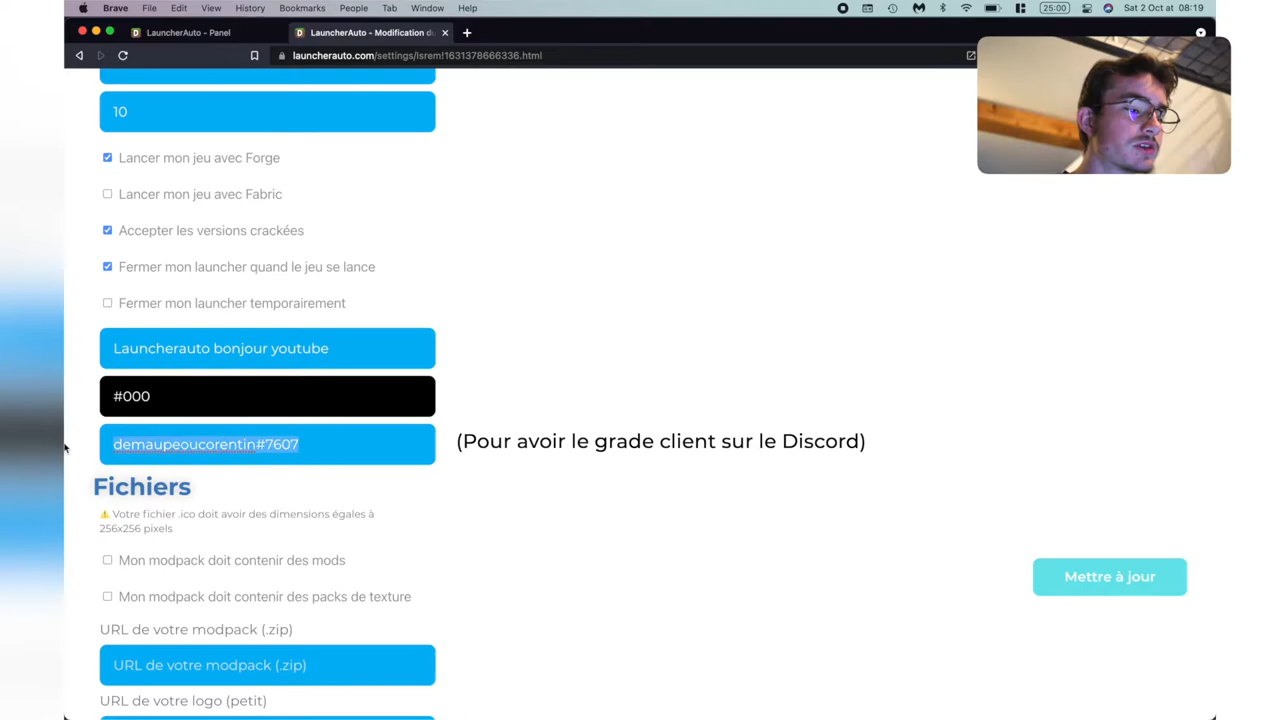 Brave File Edit View History Bookmarks People Tab Window Help 25:00 Sat 2 Oct at 08:19
LauncherAuto - Panel LauncherAuto - Modification du
launcherauto.com/settings/lsrem!1631378666336.html
10
Lancer mon jeu avec Forge
Lancer mon jeu avec Fabric
Accepter les versions crackées
Fermer mon launcher quand le jeu se lance
Fermer mon launcher temporairement
Launcherauto bonjour youtube
#000
demaupeoucorentin#7607 (Pour avoir le grade client sur le Discord)
Fichiers
Votre fichier .ico doit avoir des dimensions égales à
256x256 pixels
Mon modpack doit contenir des mods
Mettre à jour
Mon modpack doit contenir des packs de texture
URL de votre modpack (.zip)
URL de votre modpack (.zip)
URL de votre logo (petit)